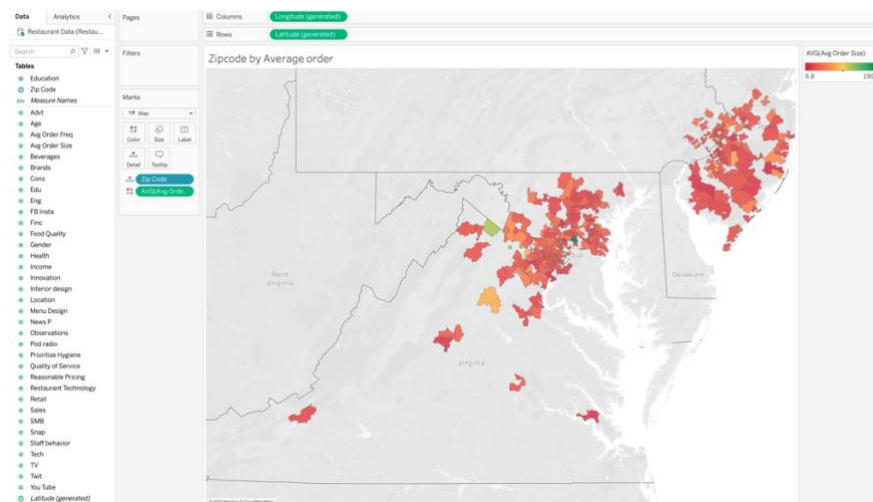 Data
Analytics
Pages
Columns
Longitude (generated)
Rows
Latitude (generated)
Restaurant Data (Restau...
Search
Filters
Tables
Education
Zip Code
Abc Measure Names
Advt
Age
Avg Order Freq
Avg Order Size
Beverages
Brands
Cons
Edu
Eng
FB Insta
Finc
Food Quality
Gender
Health
Income
Innovation
Interior design
Location
Menu Design
News P
Observations
Pod radio
Prioritize Hygiene
Quality of Service
Reasonable Pricing
Restaurant Technology
Retail
Sales
SMB
Snap
Staff behavior
Tech
TV
Twit
You Tube
Latitude (generated)
Marks
Map
Color
Size
Label
Detail
Tooltip
Zip Code
AVG(Avg Orde..
Zipcode by Average order
West
Virginia
Virginia
Delaware
AVG(Avg Order Size)
9.8
199